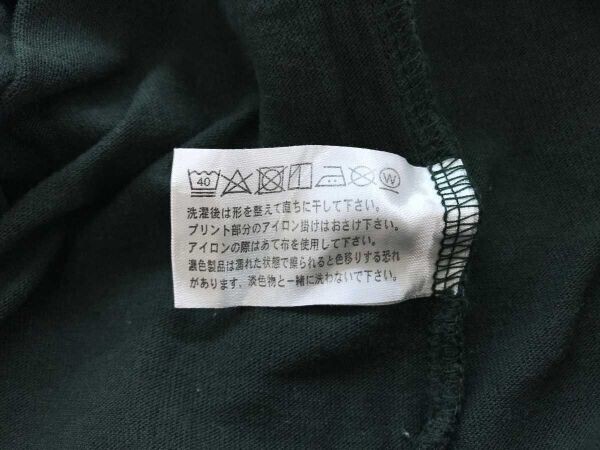 40 W
洗濯後は形を整えて直ちに干して下さい。
プリント部分のアイロン掛けはおさけ下さい。
アイロンの際はあて布を使用して下さい。
濃色製品は濡れた状態で擦られると色移りする恐れ
があります、淡色物と一緒に洗わないで下さい。